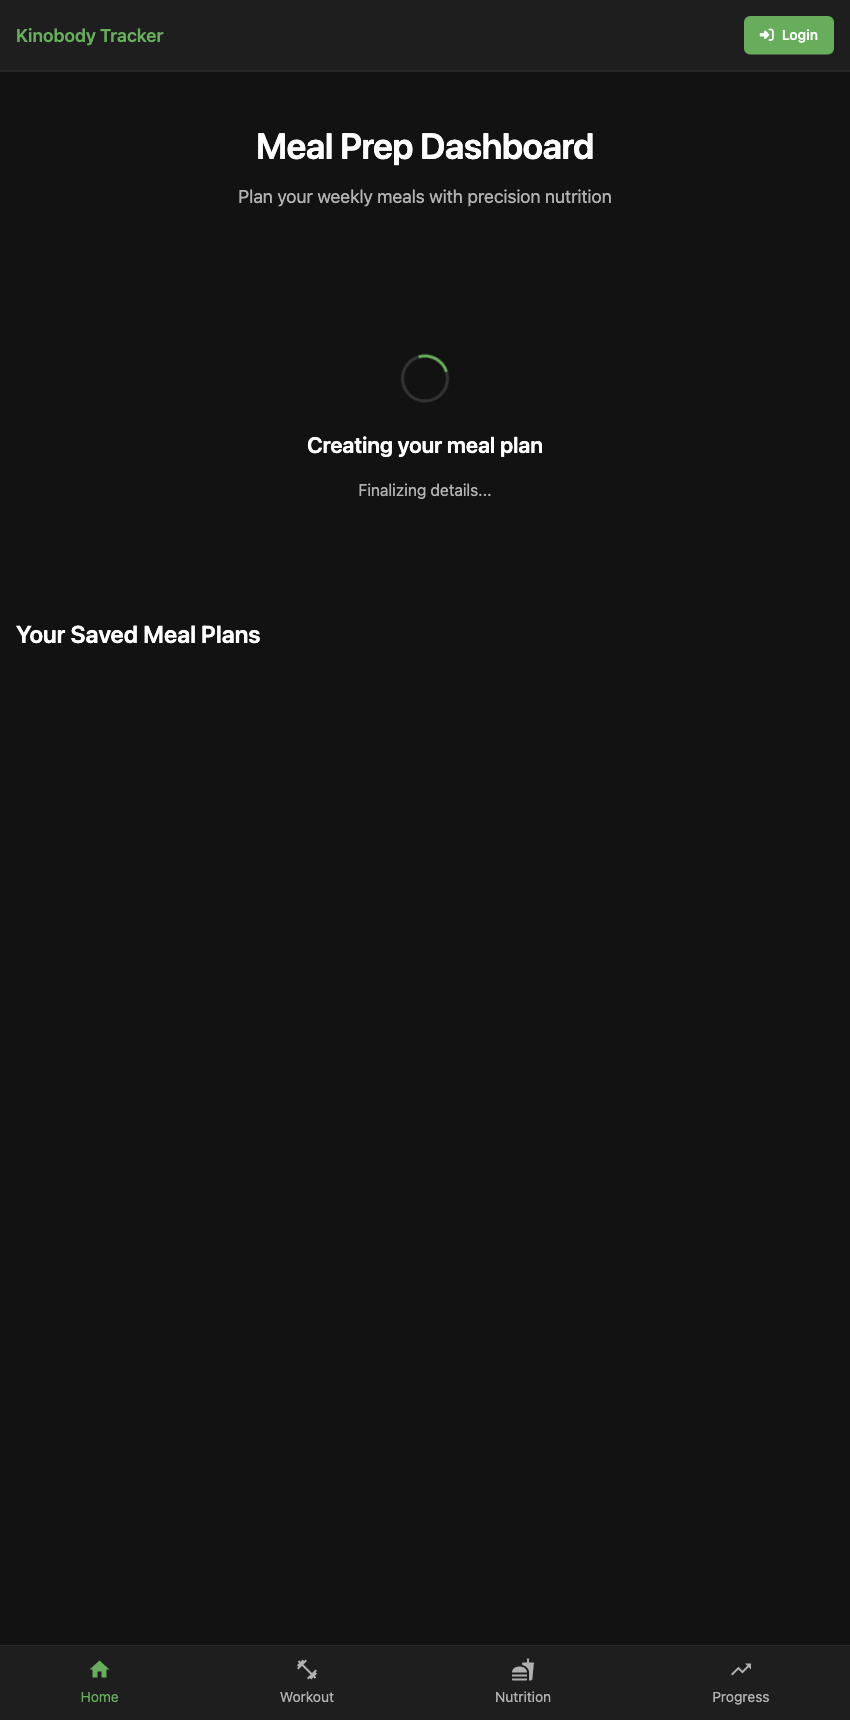 Kinobody Tracker
Login
Meal Prep Dashboard
Plan your weekly meals with precision nutrition
Creating your meal plan
Finalizing details...
Your Saved Meal Plans
Home
Workout
Nutrition
Progress